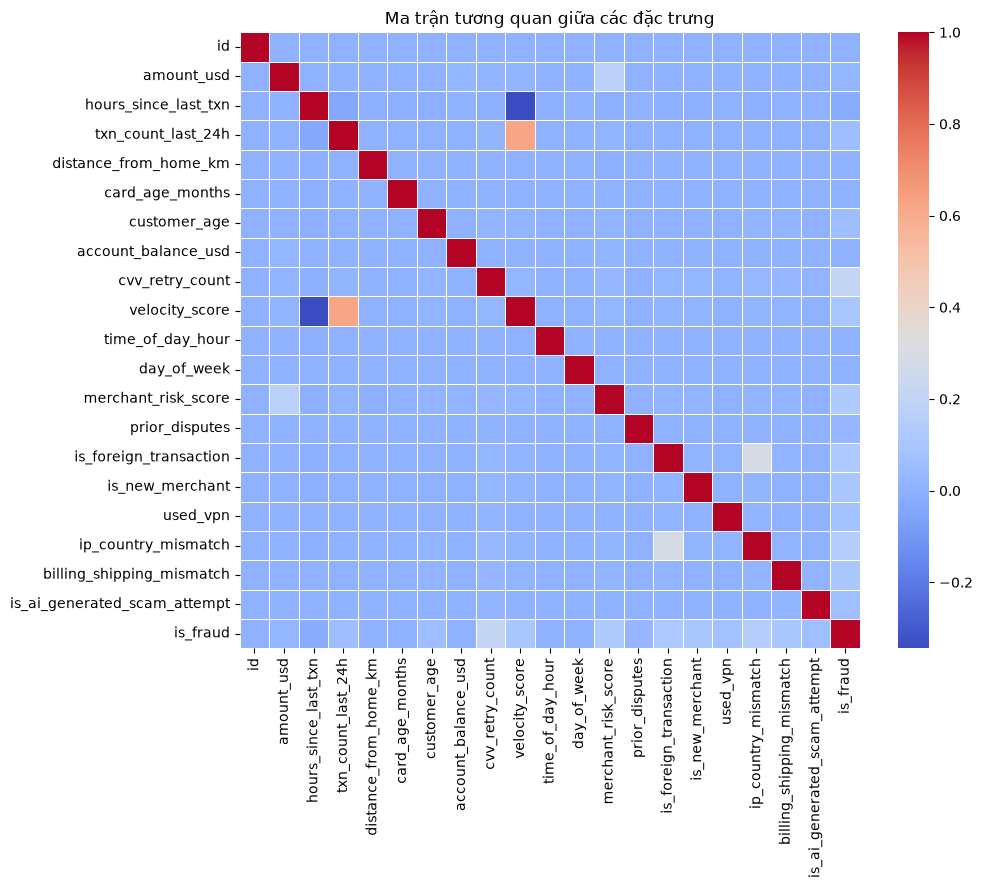 Ma trận tương quan giữa các đặc trưng
id
amount_usd
hours_since_last_txn
txn_count_last_24h
distance_from_home_km
card_age_months
customer_age
account_balance_usd
cvv_retry_count
velocity_score
time_of_day_hour
day_of_week
merchant_risk_score
prior_disputes
is_foreign_transaction
is_new_merchant
used_vpn
ip_country_mismatch
billing_shipping_mismatch
is_ai_generated_scam_attempt
is_fraud
id
amount_usd
hours_since_last_txn
txn_count_last_24h
distance_from_home_km
card_age_months
customer_age
account_balance_usd
cvv_retry_count
velocity_score
time_of_day_hour
day_of_week
merchant_risk_score
prior_disputes
is_foreign_transaction
is_new_merchant
used_vpn
ip_country_mismatch
billing_shipping_mismatch
is_ai_generated_scam_attempt
is_fraud
1.0
0.8
0.6
0.4
0.2
0.0
−0.2